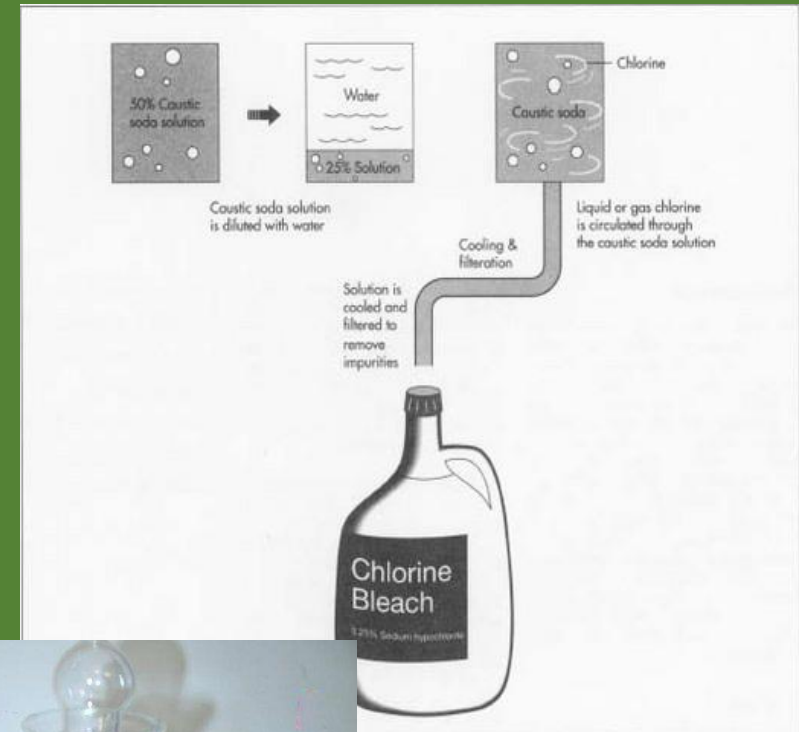 50% Caustic
soda solution
Water
25% Solution
Chlorine
Caustic soda
Caustic soda solution
is diluted with water
Liquid or gas chlorine
is circulated through
the caustic soda solution
Cooling &
filteration
Solution is
cooled and
filtered to
remove
impurities
Chlorine
Bleach
5.25% Sodium hypochlorite